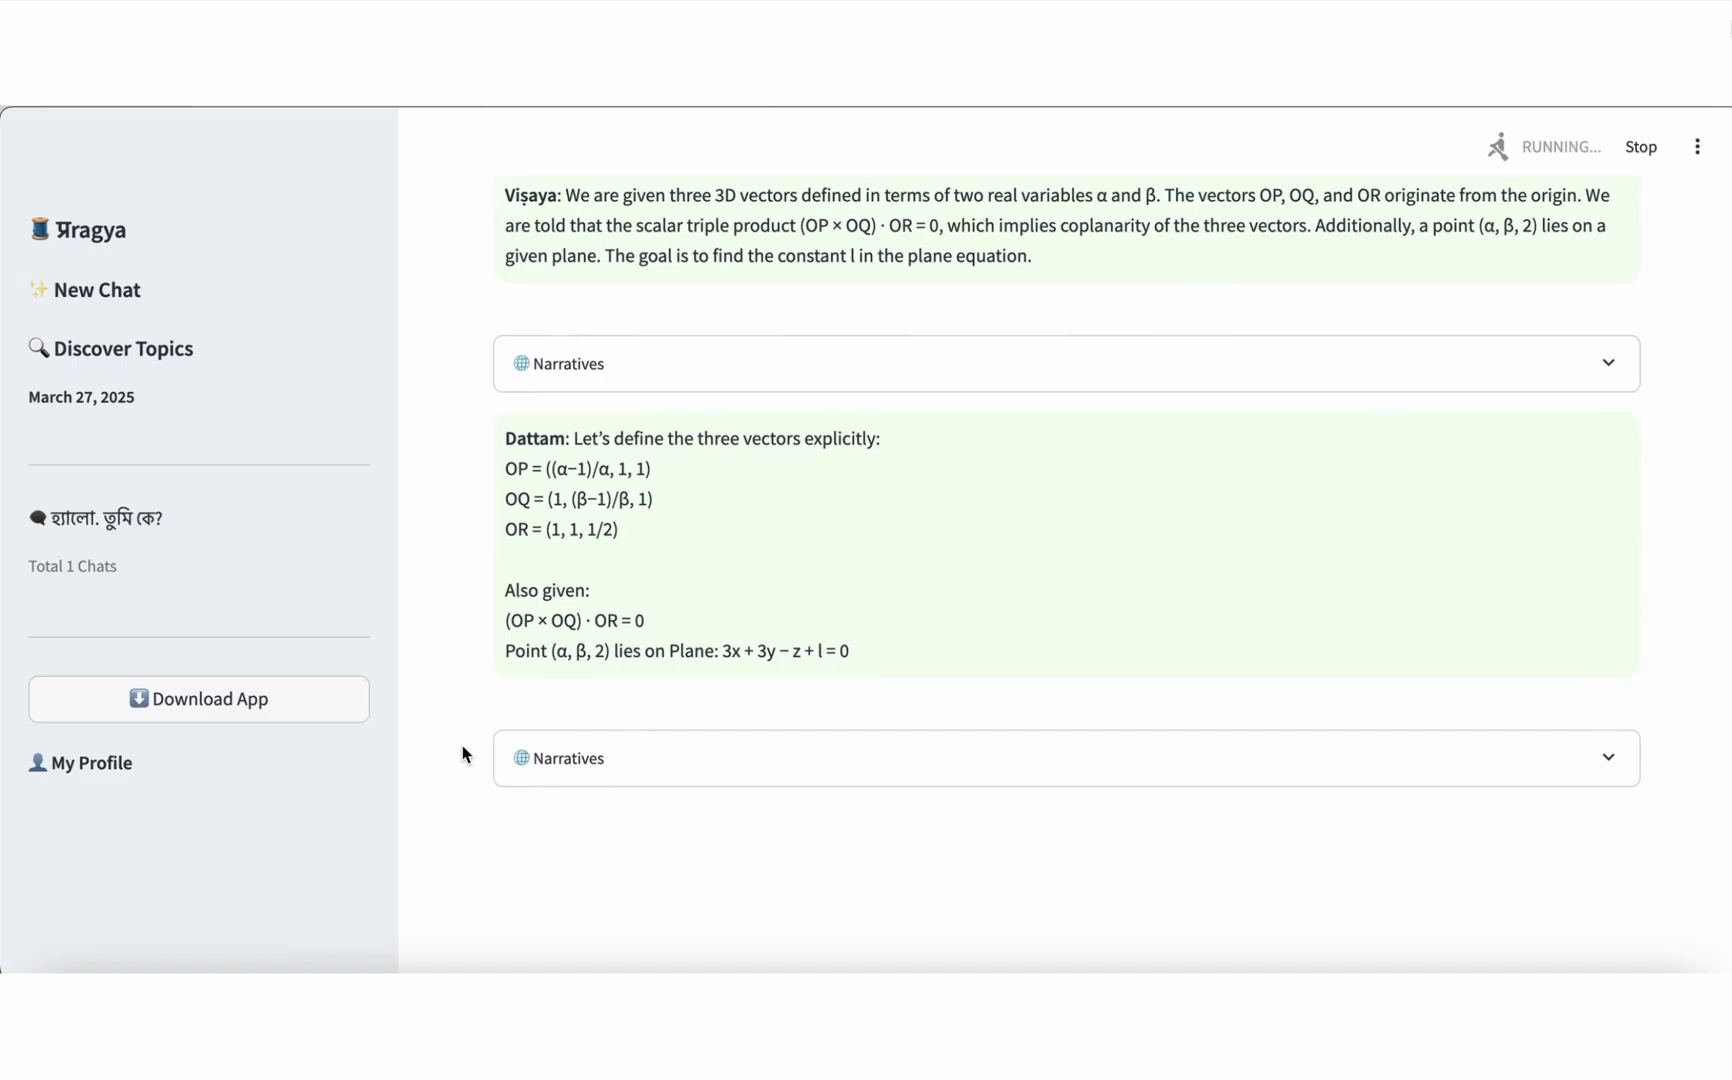 RUNNING... Stop
प्रragya
New Chat
Discover Topics
March 27, 2025
হ্যালো. তুমি কে?
Total 1 Chats
Download App
My Profile
Viṣaya: We are given three 3D vectors defined in terms of two real variables α and β. The vectors OP, OQ, and OR originate from the origin. We
are told that the scalar triple product (OP × OQ) · OR = 0, which implies coplanarity of the three vectors. Additionally, a point (α, β, 2) lies on a
given plane. The goal is to find the constant l in the plane equation.
Narratives
Dattam: Let’s define the three vectors explicitly:
OP = ((α−1)/α, 1, 1)
OQ = (1, (β−1)/β, 1)
OR = (1, 1, 1/2)
Also given:
(OP × OQ) · OR = 0
Point (α, β, 2) lies on Plane: 3x + 3y − z + l = 0
Narratives